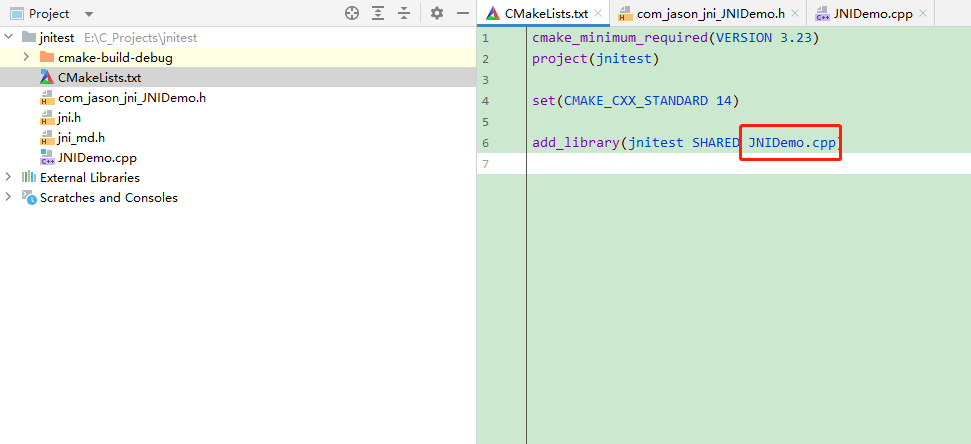 Project
jnitest E:\C_Projects\jnitest
cmake-build-debug
CMakeLists.txt
com_jason_jni_JNIDemo.h
jni.h
jni_md.h
JNIDemo.cpp
External Libraries
Scratches and Consoles
CMakeLists.txt com_jason_jni_JNIDemo.h JNIDemo.cpp
1 cmake_minimum_required(VERSION 3.23)
2 project(jnitest)
3
4 set(CMAKE_CXX_STANDARD 14)
5
6 add_library(jnitest SHARED JNIDemo.cpp)
7